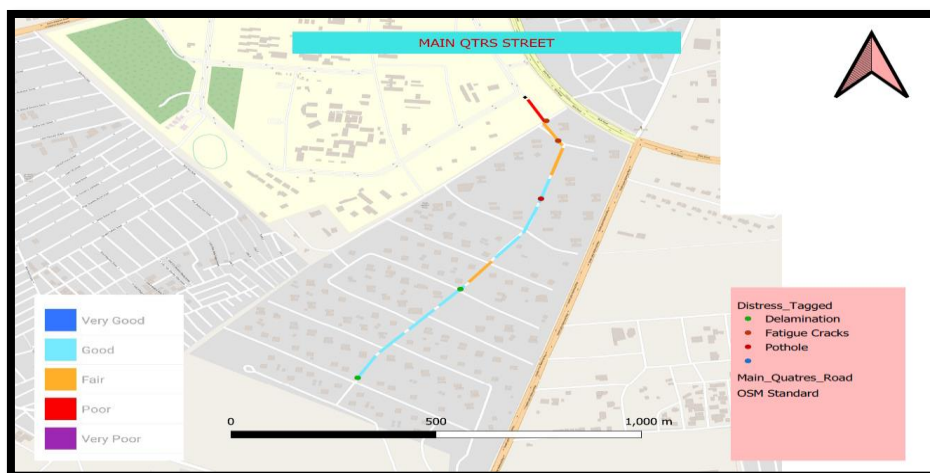 MAIN QTRS STREET
Very Good
Good
Fair
Poor
Very Poor
0 500 1,000 m
Distress_Tagged
Delamination
Fatigue Cracks
Pothole
Main_Quatres_Road
OSM Standard